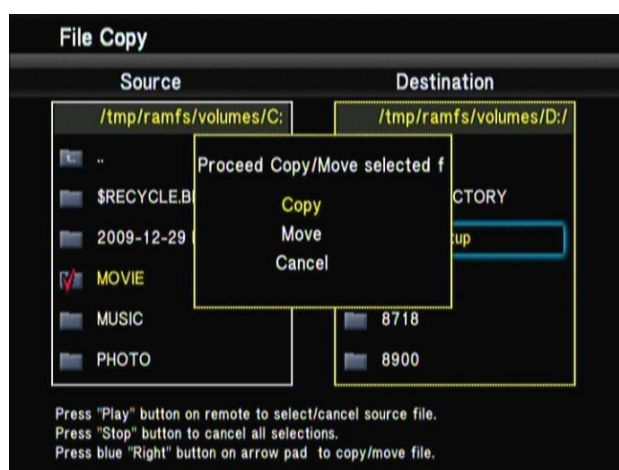 File Copy
Source
Destination
/tmp/ramfs/volumes/C:
/tmp/ramfs/volumes/D:/
..
$RECYCLE.B
2009-12-29
MOVIE
MUSIC
PHOTO
Proceed Copy/Move selected f
Copy
Move
Cancel
CTORY
up
8718
8900
Press "Play" button on remote to select/cancel source file.
Press "Stop" button to cancel all selections.
Press blue "Right" button on arrow pad to copy/move file.